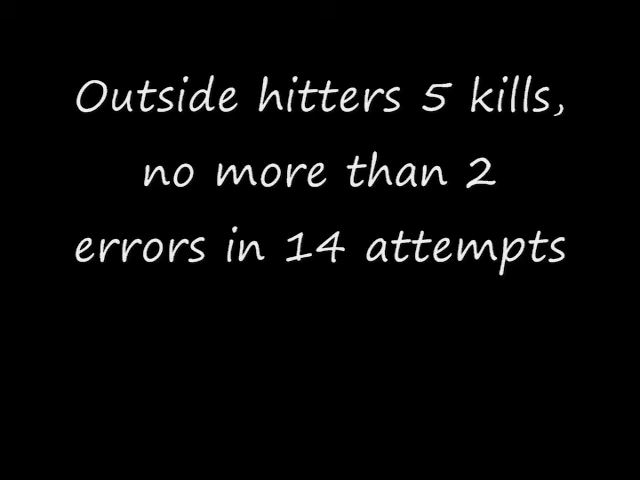 Outside hitters 5 kills,
no more than 2
errors in 14 attempts